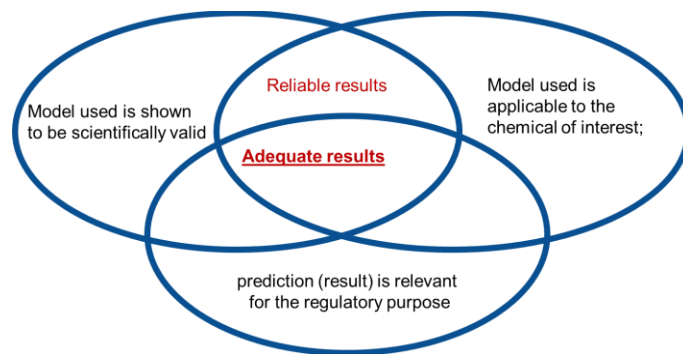 Reliable results
Model used is shown
to be scientifically valid
Model used is
applicable to the
chemical of interest;
Adequate results
prediction (result) is relevant
for the regulatory purpose